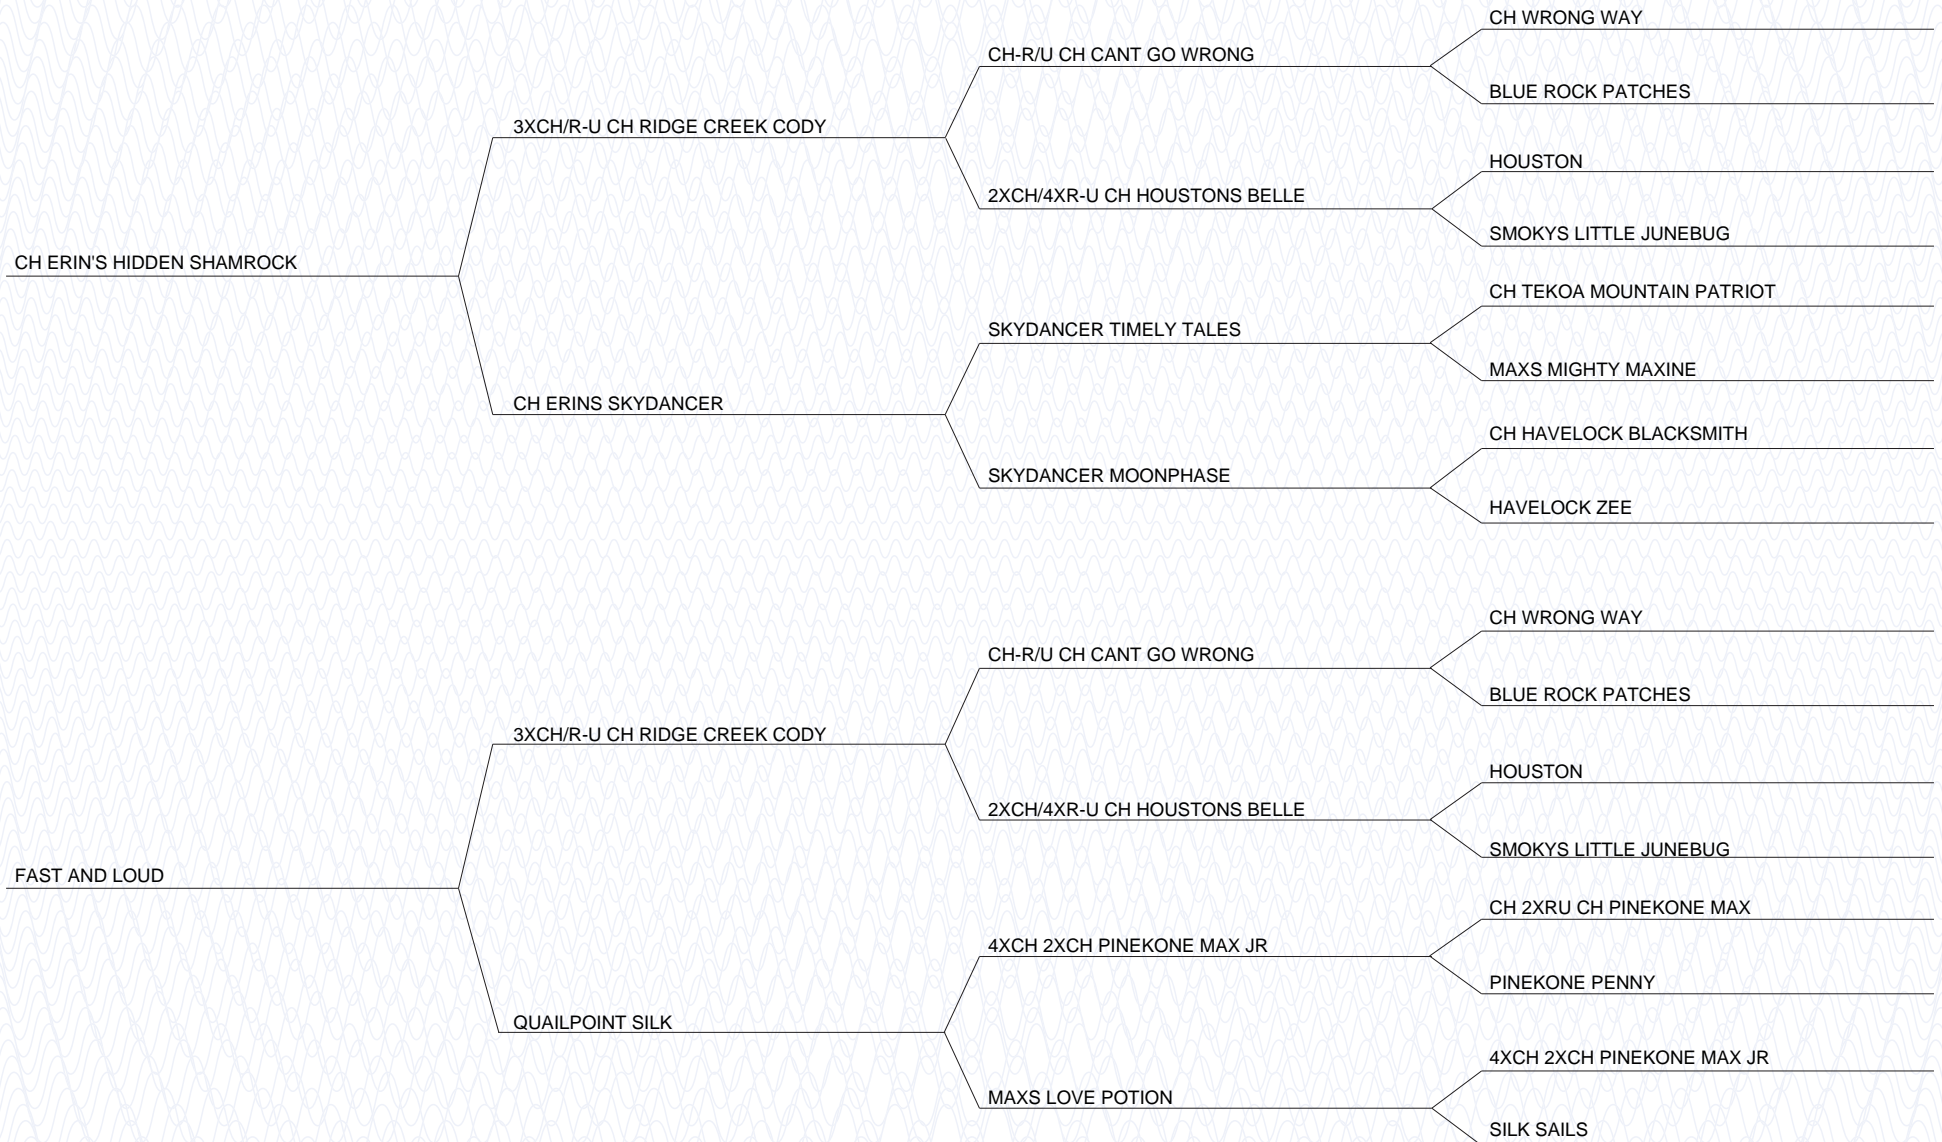 CH WRONG WAY
CH-R/U CH CANT GO WRONG
BLUE ROCK PATCHES
3XCH/R-U CH RIDGE CREEK CODY
HOUSTON
2XCH/4XR-U CH HOUSTONS BELLE
SMOKYS LITTLE JUNEBUG
CH ERIN'S HIDDEN SHAMROCK
CH TEKOA MOUNTAIN PATRIOT
SKYDANCER TIMELY TALES
MAXS MIGHTY MAXINE
CH ERINS SKYDANCER
CH HAVELOCK BLACKSMITH
SKYDANCER MOONPHASE
HAVELOCK ZEE
CH WRONG WAY
CH-R/U CH CANT GO WRONG
BLUE ROCK PATCHES
3XCH/R-U CH RIDGE CREEK CODY
HOUSTON
2XCH/4XR-U CH HOUSTONS BELLE
SMOKYS LITTLE JUNEBUG
FAST AND LOUD
CH 2XRU CH PINEKONE MAX
4XCH 2XCH PINEKONE MAX JR
PINEKONE PENNY
QUAILPOINT SILK
4XCH 2XCH PINEKONE MAX JR
MAXS LOVE POTION
SILK SAILS